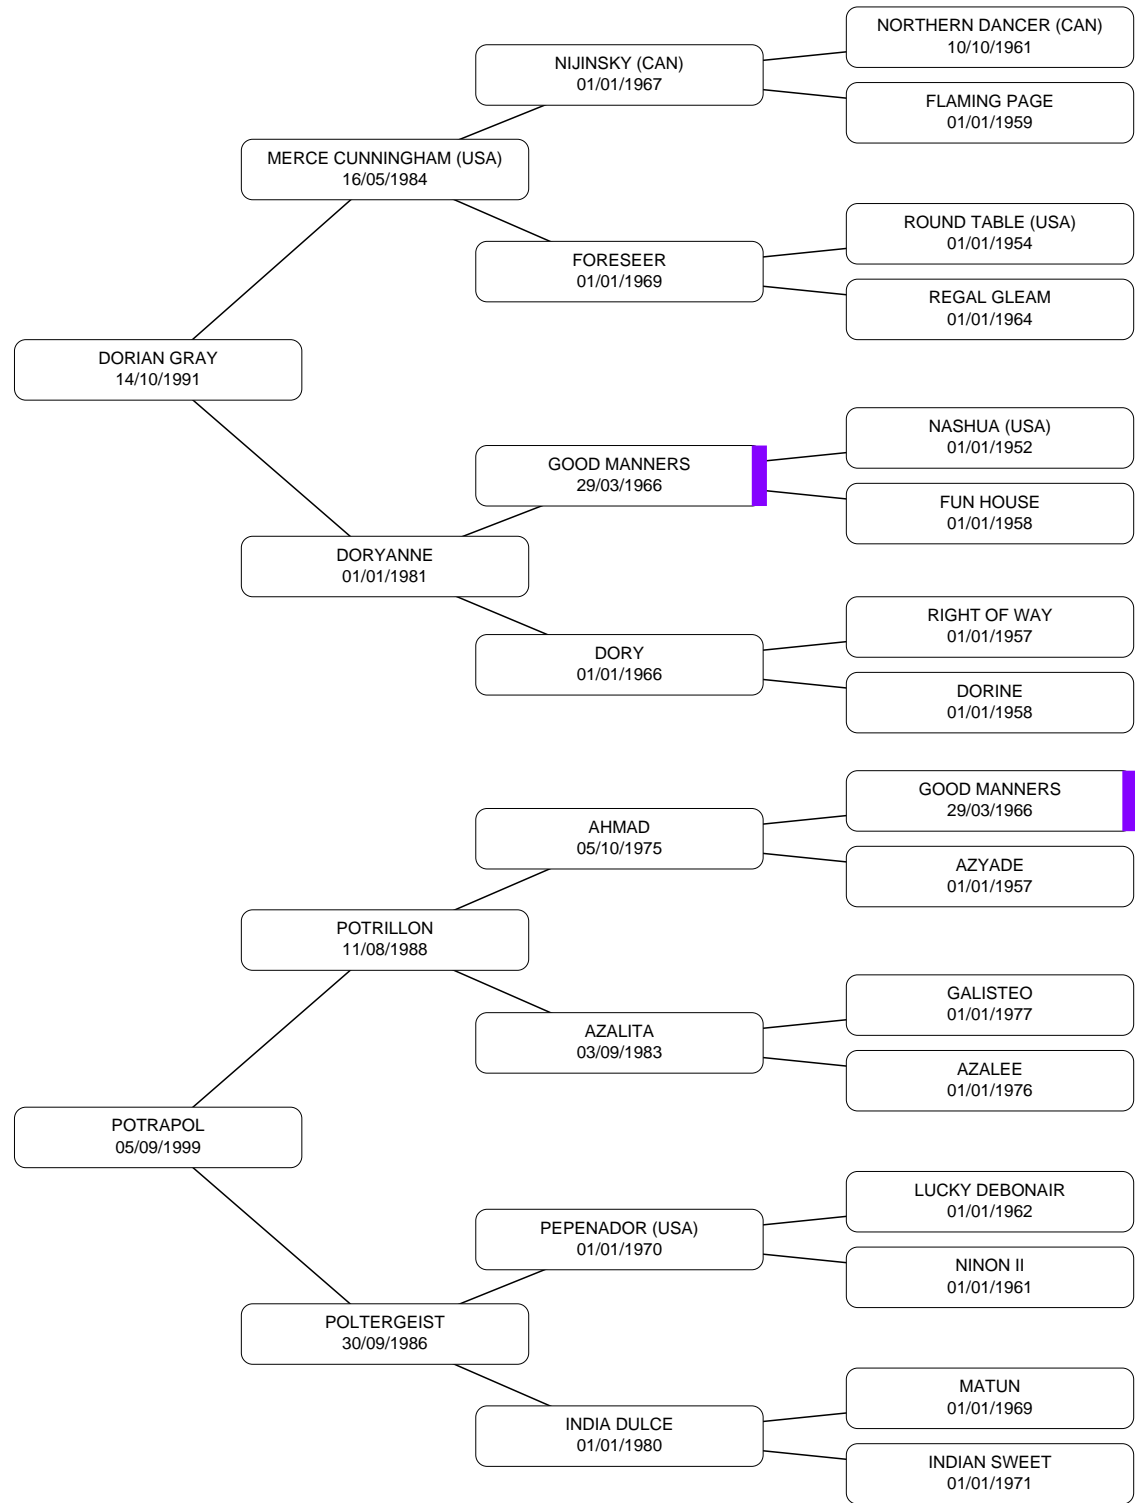 NORTHERN DANCER (CAN)
10/10/1961
NIJINSKY (CAN)
01/01/1967
FLAMING PAGE
01/01/1959
MERCE CUNNINGHAM (USA)
16/05/1984
ROUND TABLE (USA)
01/01/1954
FORESEER
01/01/1969
REGAL GLEAM
01/01/1964
DORIAN GRAY
14/10/1991
NASHUA (USA)
01/01/1952
GOOD MANNERS
29/03/1966
FUN HOUSE
01/01/1958
DORYANNE
01/01/1981
RIGHT OF WAY
01/01/1957
DORY
01/01/1966
DORINE
01/01/1958
GOOD MANNERS
29/03/1966
AHMAD
05/10/1975
AZYADE
01/01/1957
POTRILLON
11/08/1988
GALISTEO
01/01/1977
AZALITA
03/09/1983
AZALEE
01/01/1976
POTRAPOL
05/09/1999
LUCKY DEBONAIR
01/01/1962
PEPENADOR (USA)
01/01/1970
NINON II
01/01/1961
POLTERGEIST
30/09/1986
MATUN
01/01/1969
INDIA DULCE
01/01/1980
INDIAN SWEET
01/01/1971